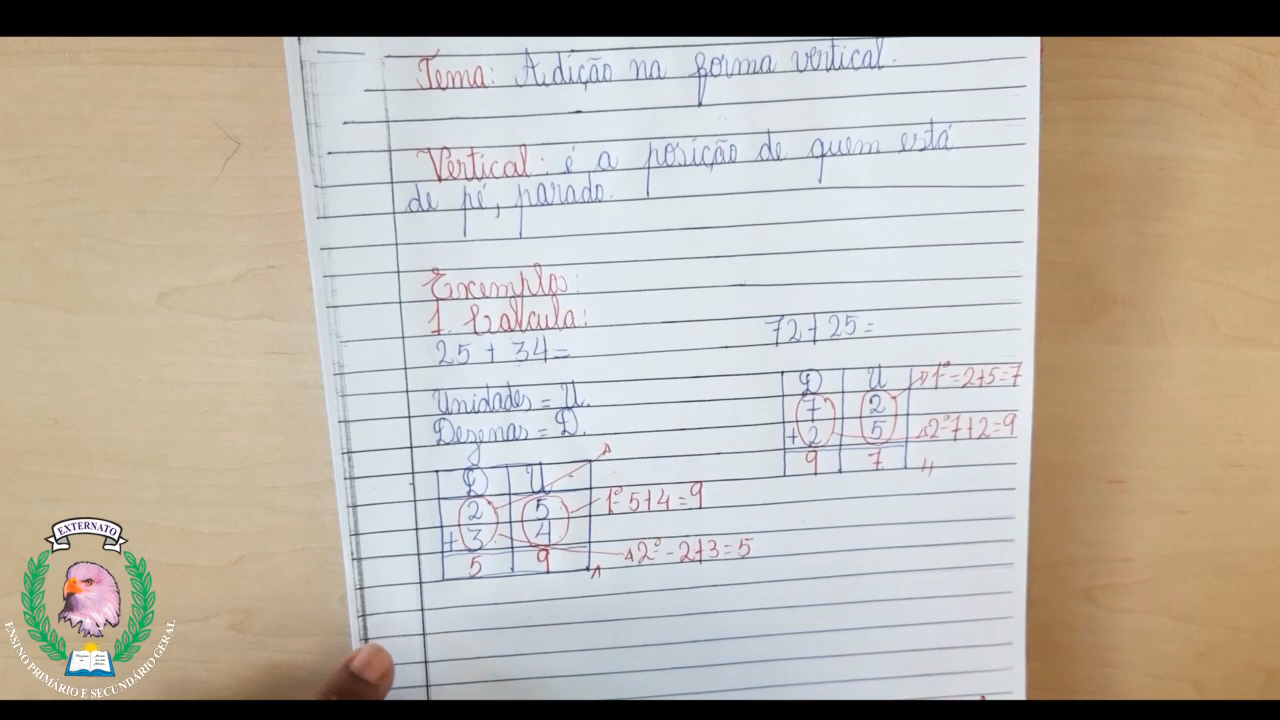 Tema: Adição na forma vertical.
Vertical: é a posição de quem está
de pé, parado.
Exemplo:
1. Calcula:
25 + 34=
Unidades = U.
Dezenas = D.
D U
2 5
+ 3 4
5 9
1º- 5+4=9
2º- 2+3=5
72+25=
D U
7 2
+ 2 5
9 7
1º=2+5=7
2º-7+2=9
EXTERNATO
ENSINO PRIMÁRIO E SECUNDÁRIO GERAL